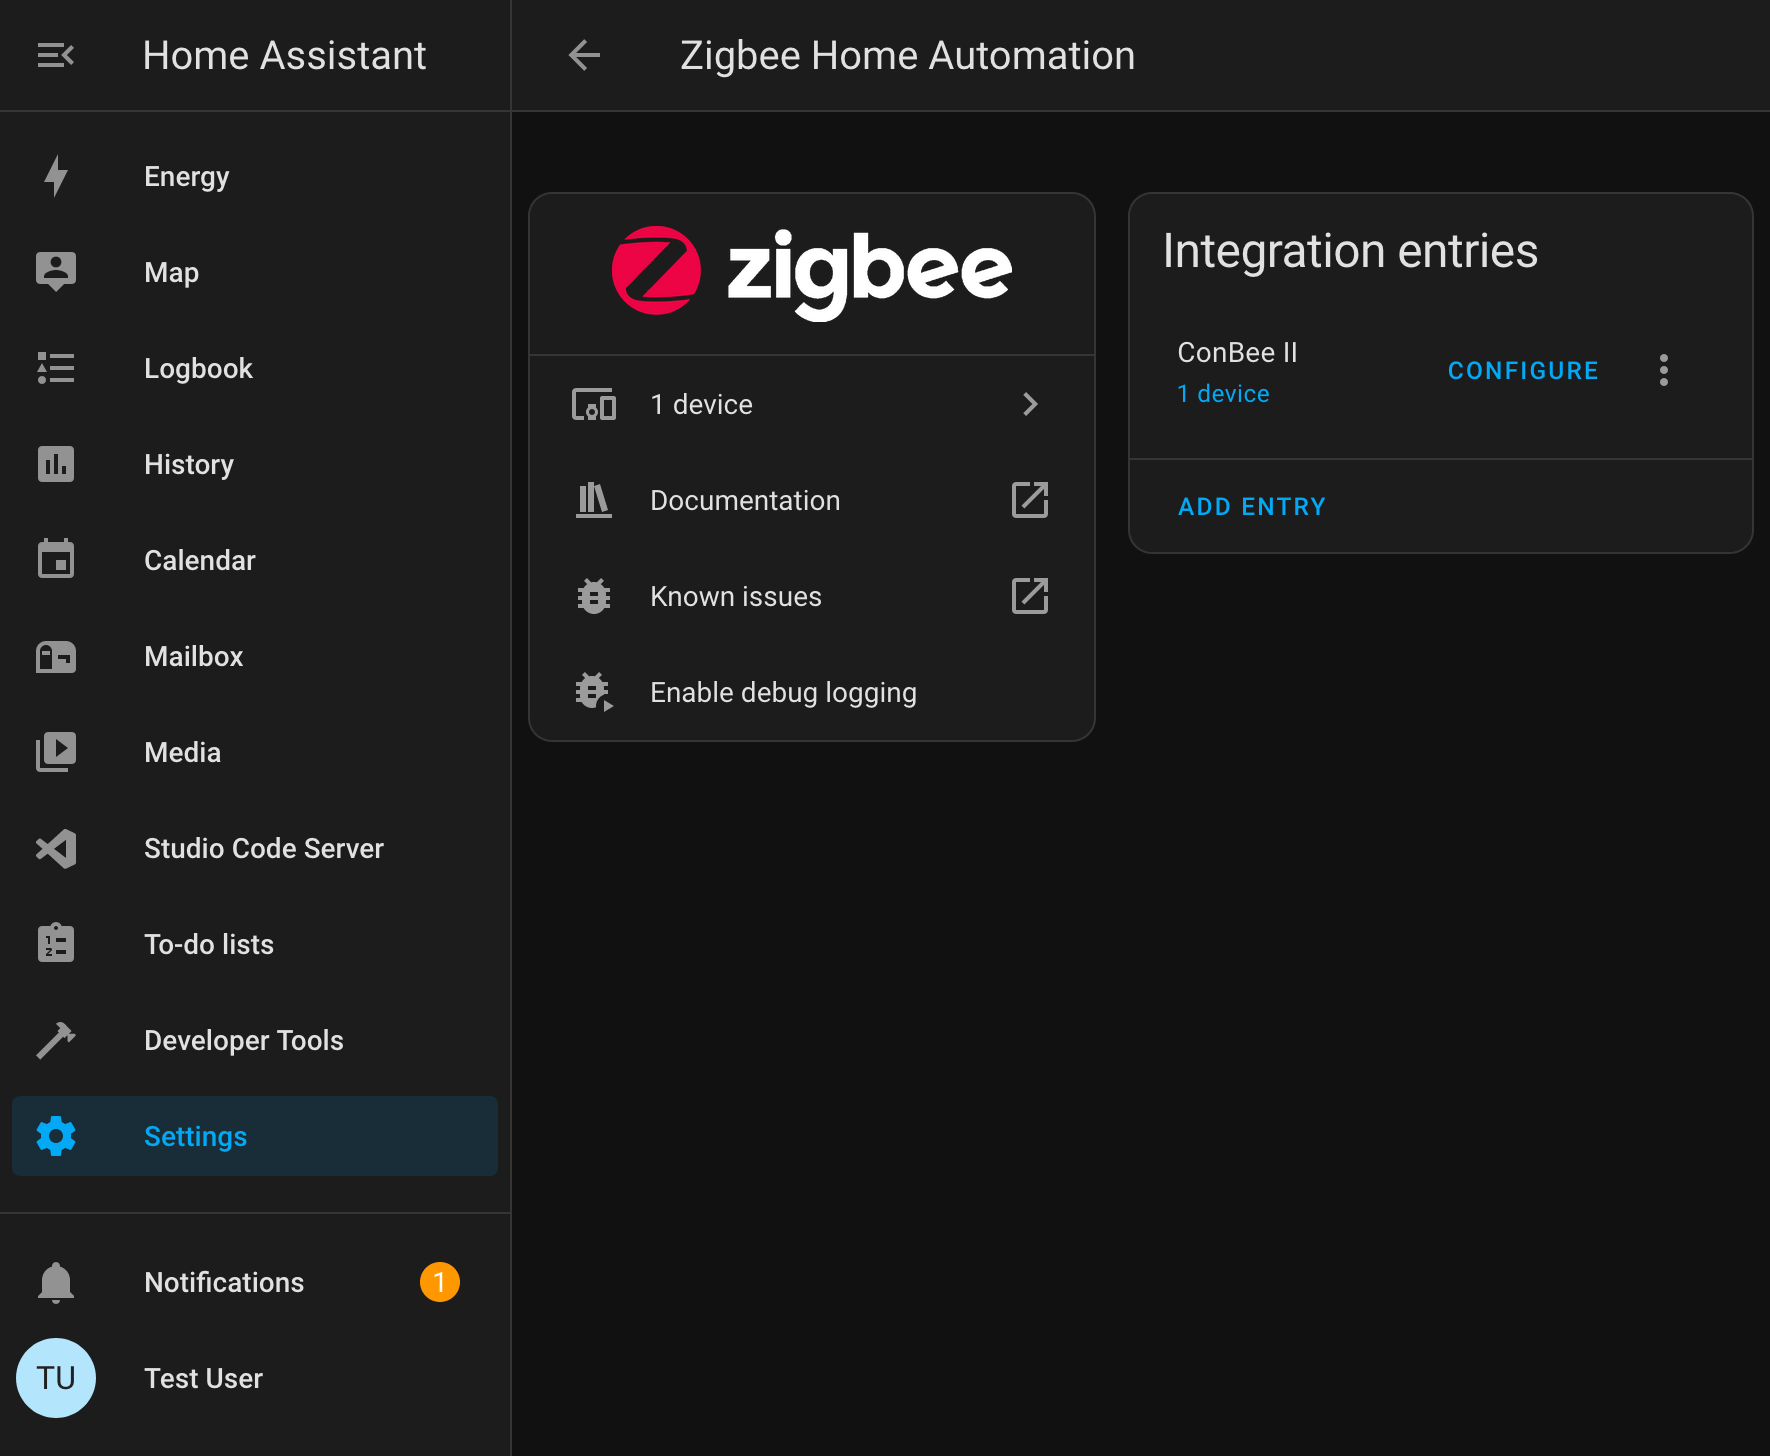 Home Assistant
Zigbee Home Automation
Energy
Map
Logbook
History
Calendar
Mailbox
Media
Studio Code Server
To-do lists
Developer Tools
Settings
Notifications
1
TU
Test User
zigbee
1 device
Documentation
Known issues
Enable debug logging
Integration entries
ConBee II
1 device
CONFIGURE
ADD ENTRY